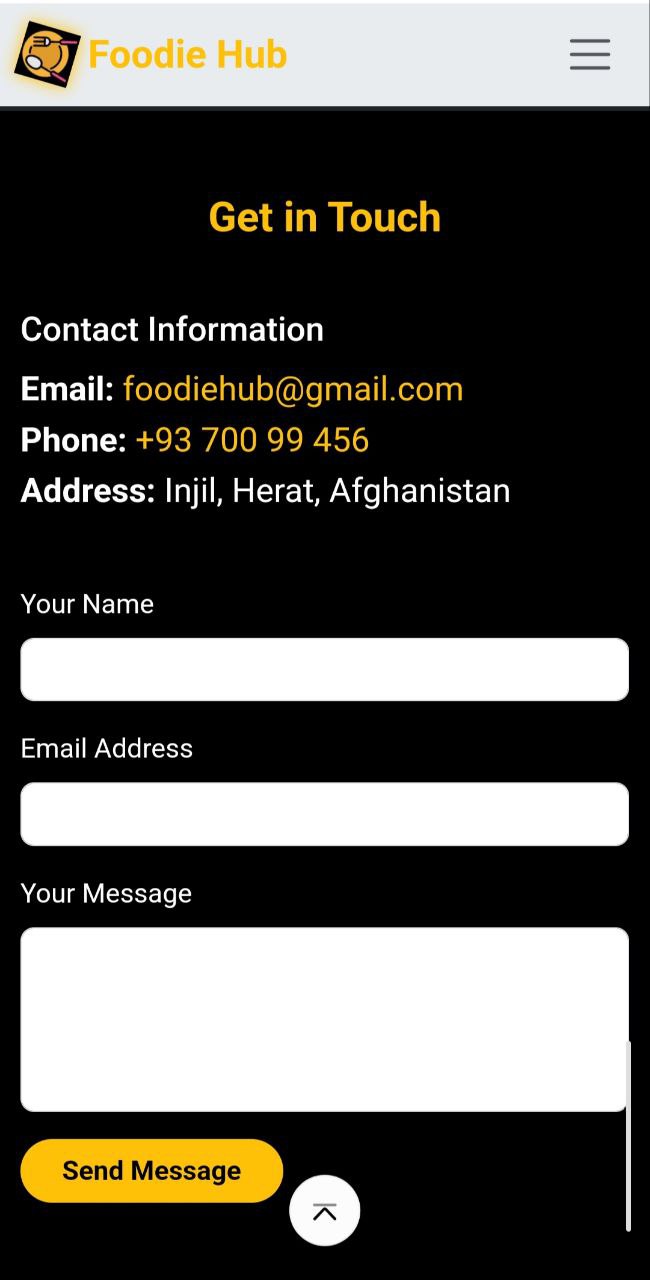 Foodie Hub
Get in Touch
Contact Information
Email: foodiehub@gmail.com
Phone: +93 700 99 456
Address: Injil, Herat, Afghanistan
Your Name
Email Address
Your Message
Send Message